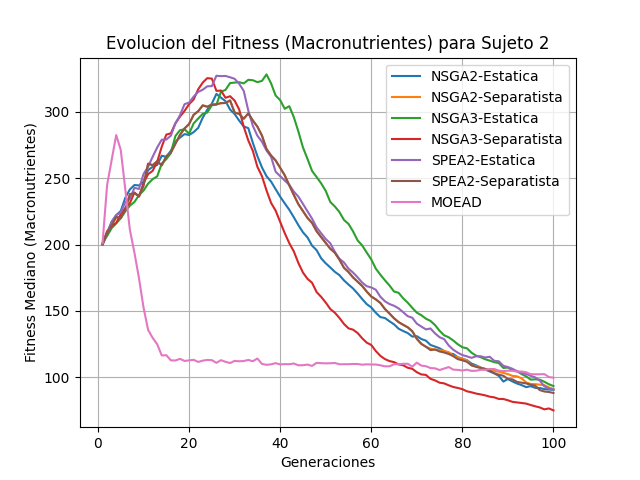 Evolucion del Fitness (Macronutrientes) para Sujeto 2
Fitness Mediano (Macronutrientes)
300
250
200
150
100
NSGA2-Estatica
NSGA2-Separatista
NSGA3-Estatica
NSGA3-Separatista
SPEA2-Estatica
SPEA2-Separatista
MOEAD
0 20 40 60 80 100
Generaciones